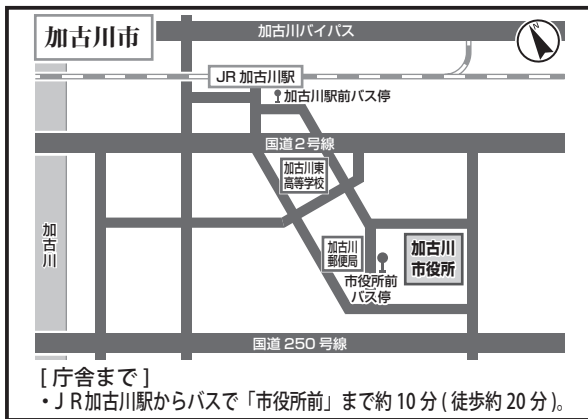 加古川市
加古川バイパス
N
JR 加古川駅
加古川駅前バス停
国道2号線
加古川東
高等学校
加古川
加古川
郵便局
加古川
市役所
市役所前
バス停
国道250号線
[ 庁舎まで ]
・ＪＲ加古川駅からバスで「市役所前」まで約 10 分 ( 徒歩約 20 分 )。